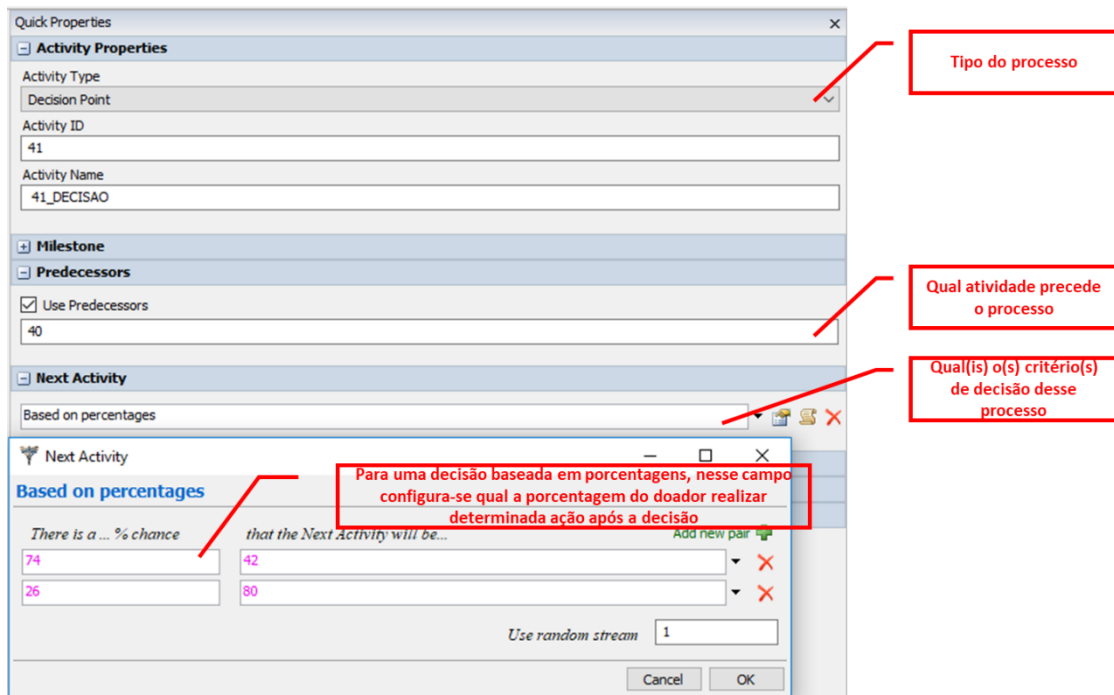 Quick Properties
Activity Properties
Tipo do processo
Activity Type
Decision Point
Activity ID
41
Activity Name
41_DECISAO
Milestone
Predecessors
Use Predecessors
40
Qual atividade precede
o processo
Next Activity
Qual(is) o(s) critério(s)
de decisão desse
processo
Based on percentages
Next Activity
Based on percentages
Para uma decisão baseada em porcentagens, nesse campo
configura-se qual a porcentagem do doador realizar
determinada ação após a decisão
There is a ... % chance that the Next Activity will be... Add new pair
74 42
26 80
Use random stream 1
Cancel OK